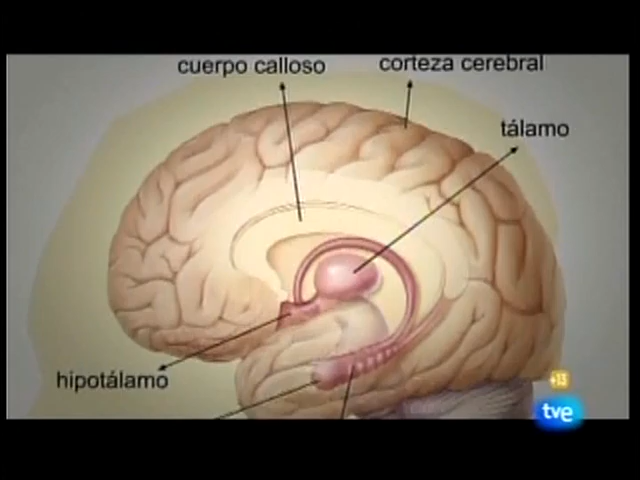 cuerpo calloso
corteza cerebral
tálamo
hipotálamo
+13
tve